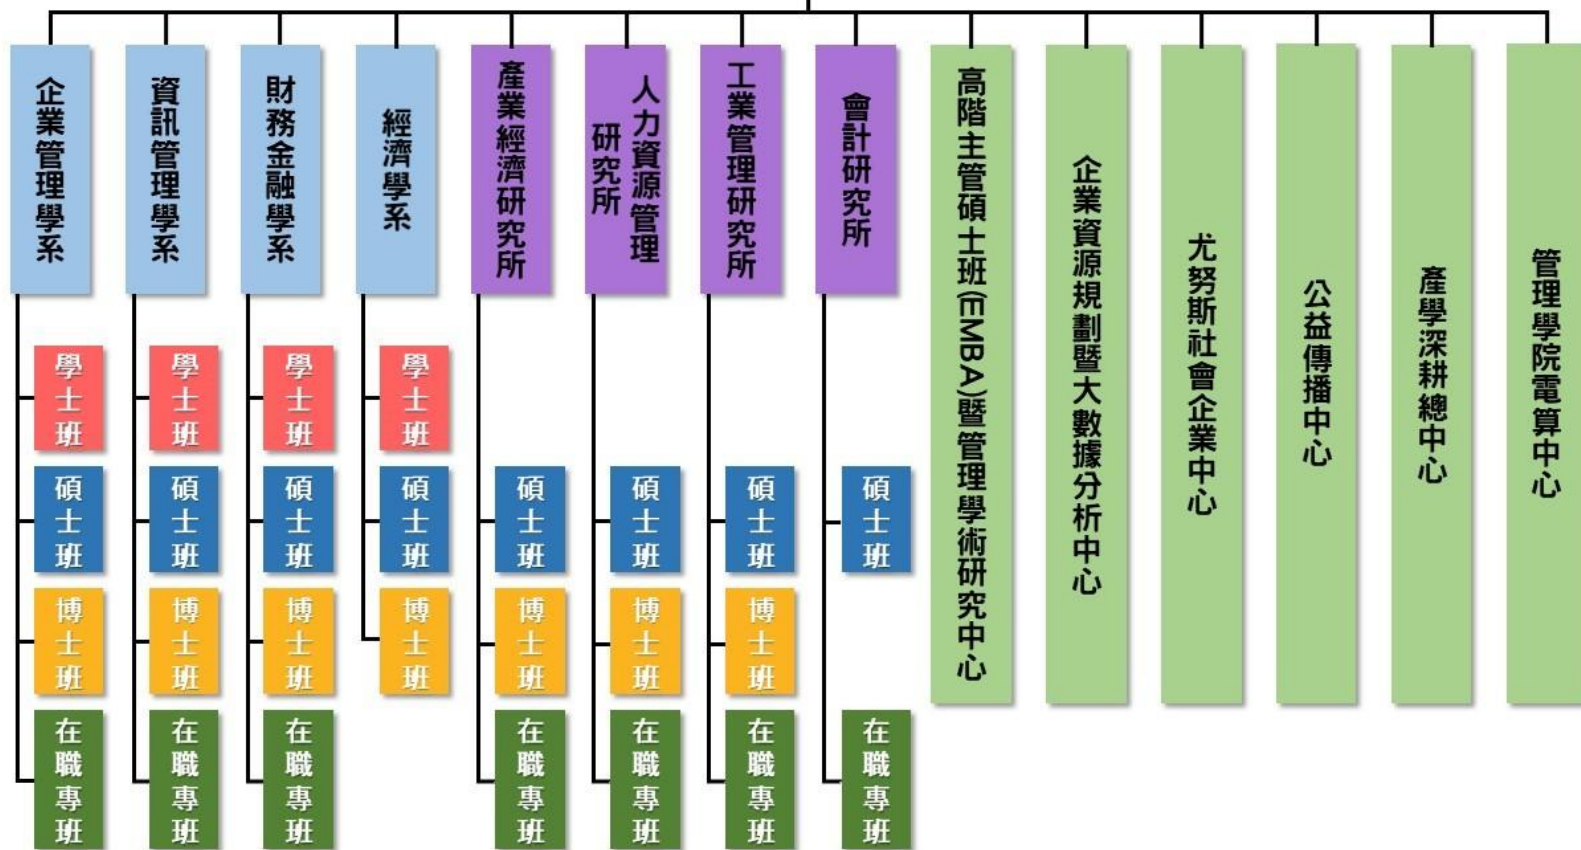 企業管理學系
學士班
碩士班
博士班
在職專班
資訊管理學系
學士班
碩士班
博士班
在職專班
財務金融學系
學士班
碩士班
博士班
在職專班
經濟學系
學士班
碩士班
博士班
產業經濟研究所
碩士班
博士班
在職專班
人力資源管理
研究所
碩士班
博士班
在職專班
工業管理研究所
碩士班
博士班
在職專班
會計研究所
碩士班
在職專班
高階主管碩士班(EMBA)暨管理學術研究中心
企業資源規劃暨大數據分析中心
尤努斯社會企業中心
公益傳播中心
產學深耕總中心
管理學院電算中心